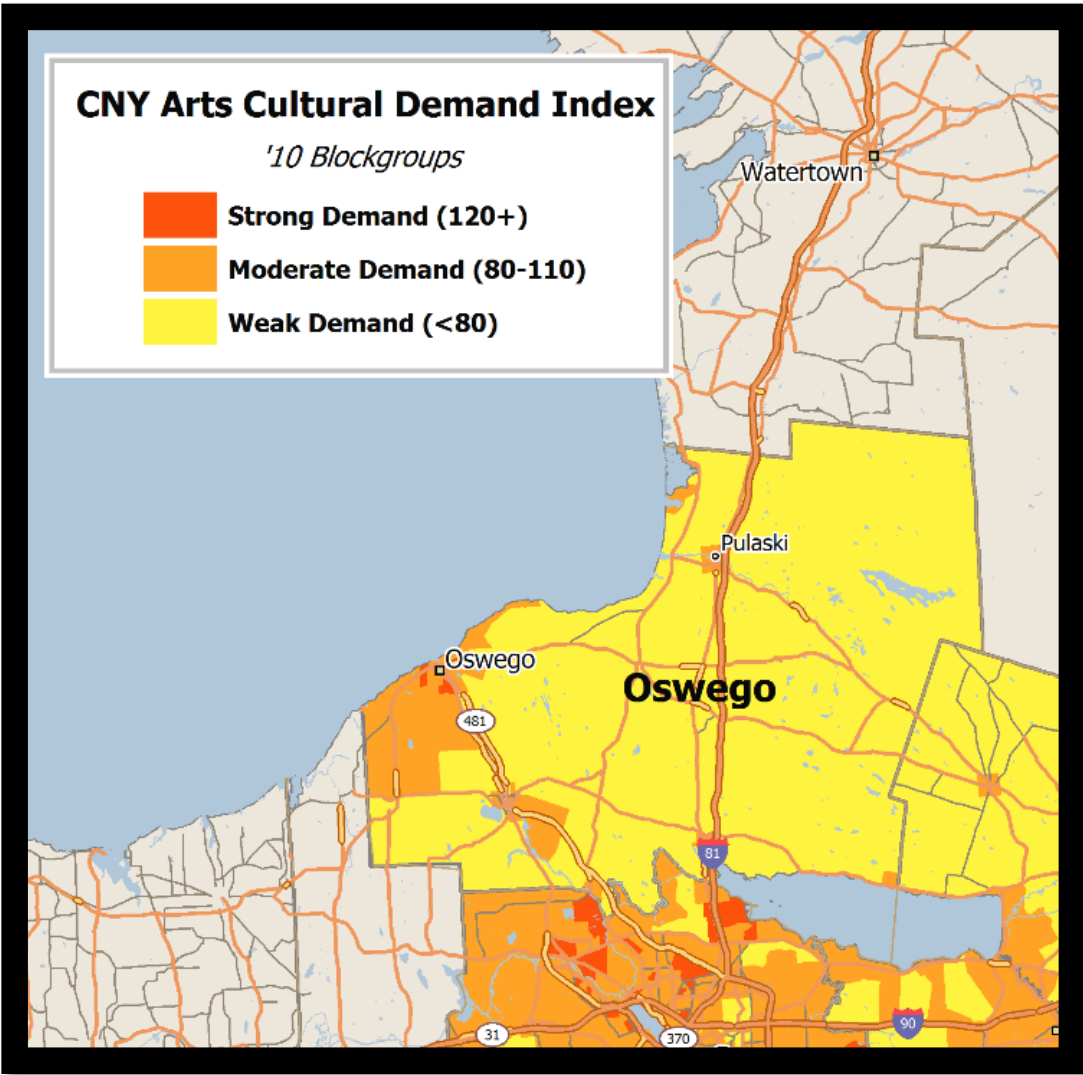 CNY Arts Cultural Demand Index
'10 Blockgroups
Strong Demand (120+)
Moderate Demand (80-110)
Weak Demand (<80)
Watertown
Pulaski
Oswego
Oswego
481
81
90
31
370